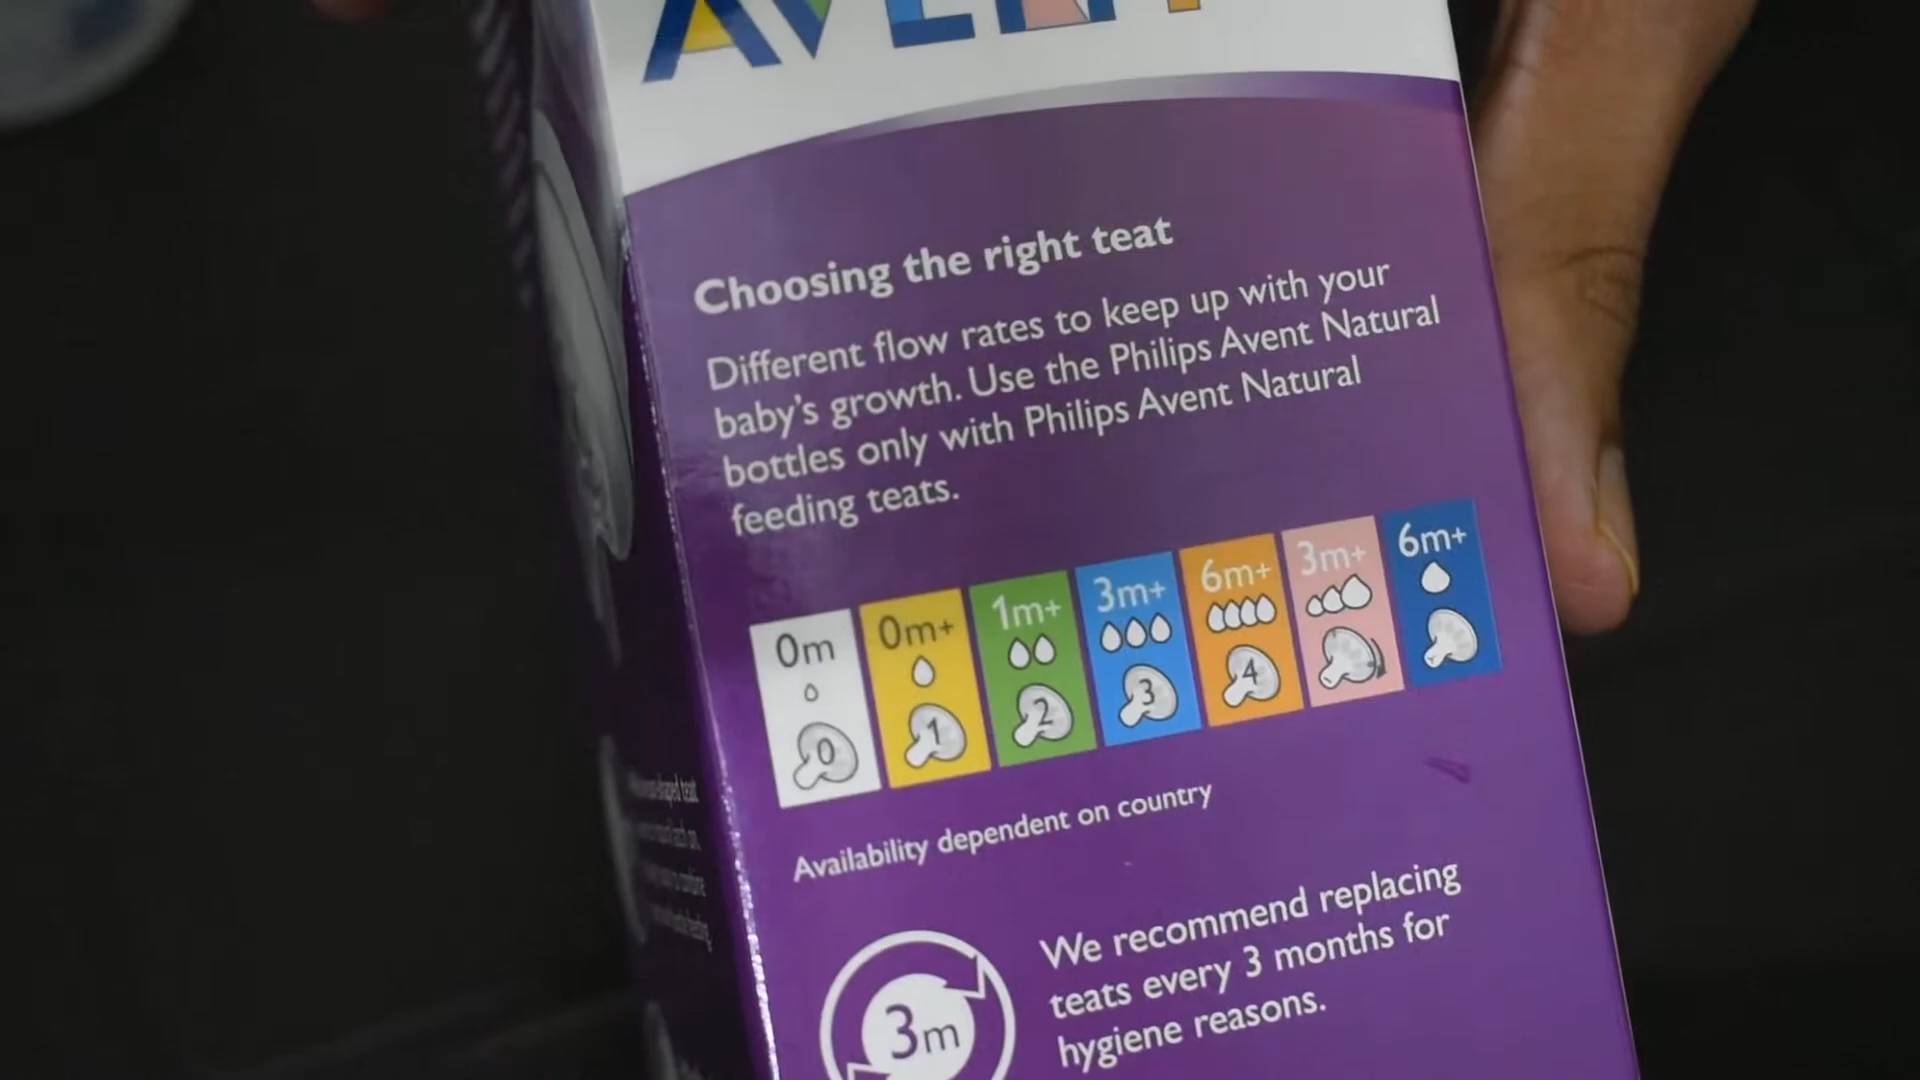 AVENT
Choosing the right teat
Different flow rates to keep up with your
baby's growth. Use the Philips Avent Natural
bottles only with Philips Avent Natural
feeding teats.
0m 0m+ 1m+ 3m+ 6m+ 3m+ 6m+
0 1 2 3 4
Availability dependent on country
We recommend replacing
teats every 3 months for
hygiene reasons.
3m